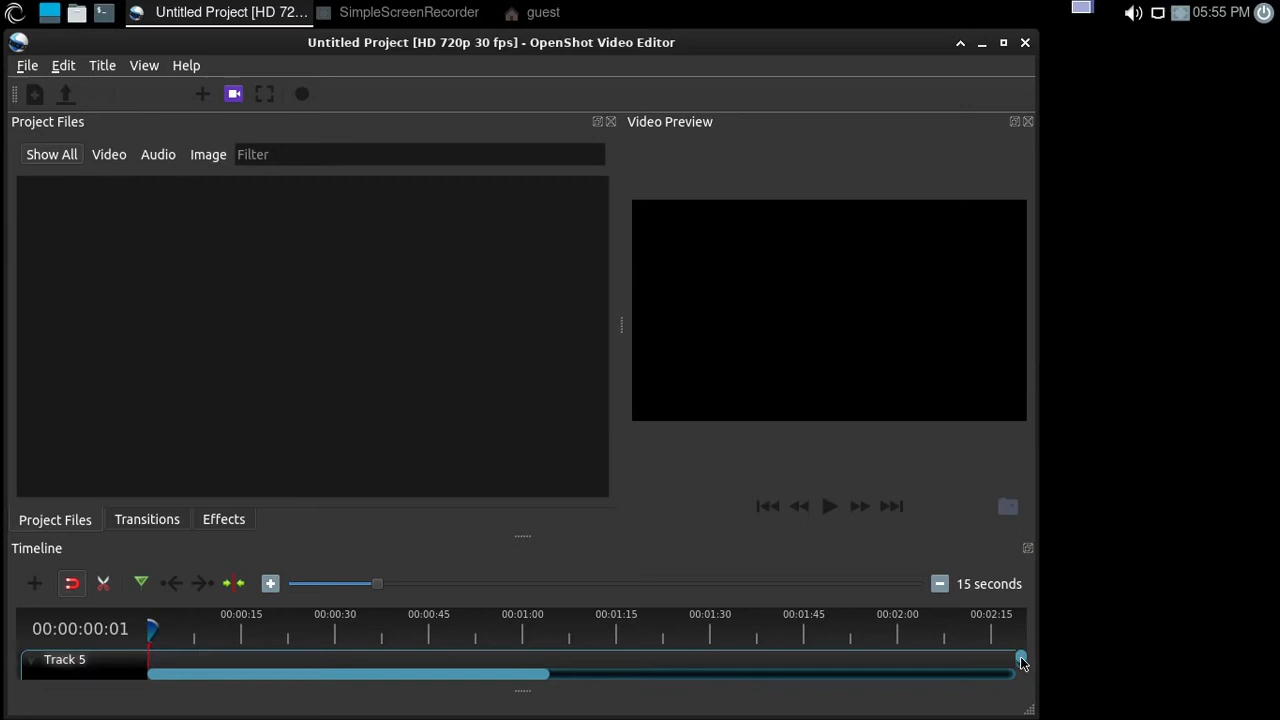 Untitled Project [HD 72...
SimpleScreenRecorder
guest
05:55 PM
Untitled Project [HD 720p 30 fps] - OpenShot Video Editor
File Edit Title View Help
Project Files
Video Preview
Show All Video Audio Image Filter
Project Files Transitions Effects
Timeline
15 seconds
00:00:00:01
00:00:15 00:00:30 00:00:45 00:01:00 00:01:15 00:01:30 00:01:45 00:02:00 00:02:15
Track 5